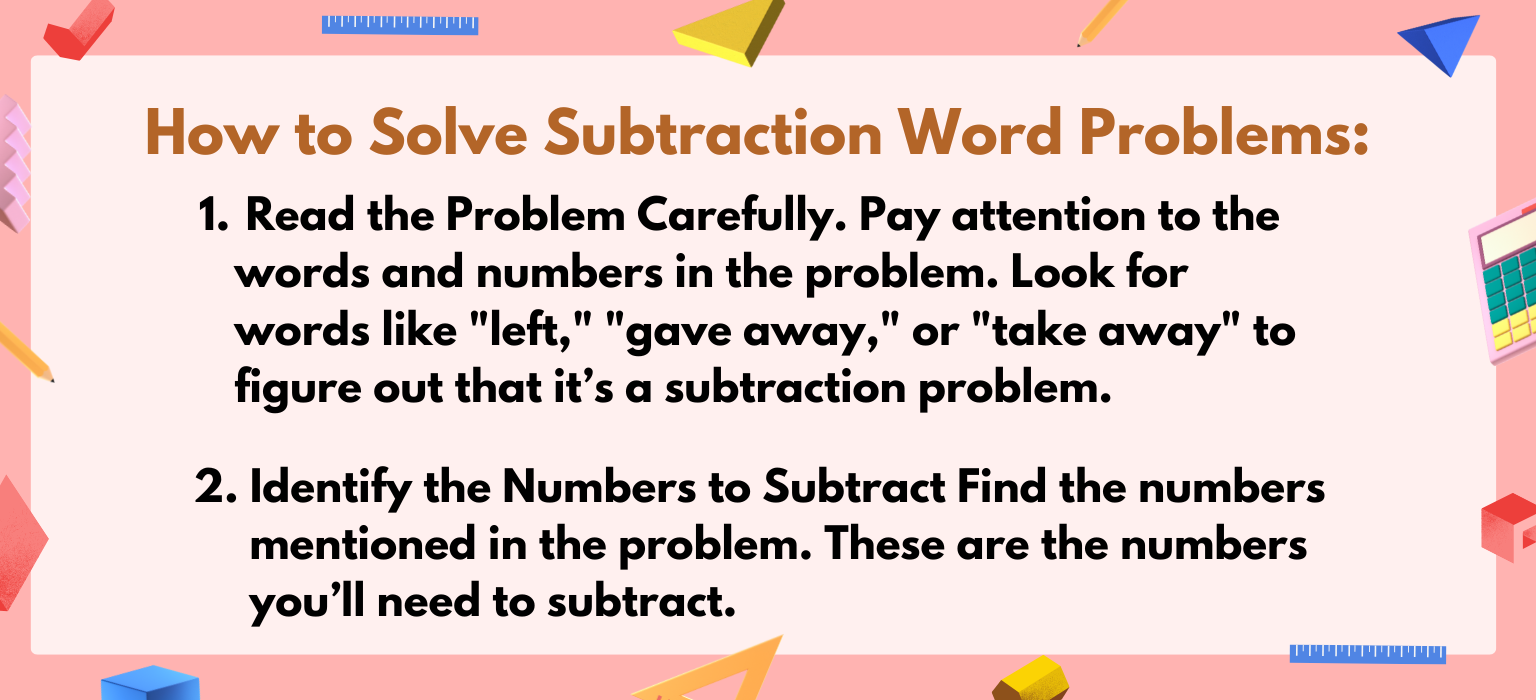 How to Solve Subtraction Word Problems:
1. Read the Problem Carefully. Pay attention to the
words and numbers in the problem. Look for
words like "left," "gave away," or "take away" to
figure out that it’s a subtraction problem.
2. Identify the Numbers to Subtract Find the numbers
mentioned in the problem. These are the numbers
you’ll need to subtract.